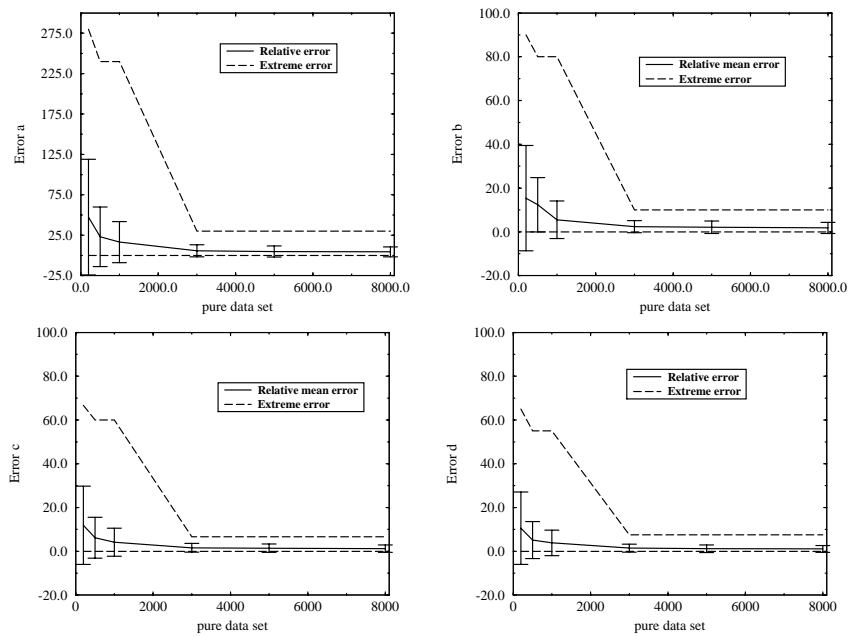 275.0
225.0
175.0
125.0
75.0
25.0
-25.0
Error a
Relative error
Extreme error
0.0 2000.0 4000.0 6000.0 8000.0
pure data set
100.0
80.0
60.0
40.0
20.0
0.0
-20.0
Error b
Relative mean error
Extreme error
0.0 2000.0 4000.0 6000.0 8000.0
pure data set
100.0
80.0
60.0
40.0
20.0
0.0
-20.0
Error c
Relative mean error
Extreme error
0 2000 4000 6000 8000
pure data set
100.0
80.0
60.0
40.0
20.0
0.0
-20.0
Error d
Relative error
Extreme error
0 2000 4000 6000 8000
pure data set